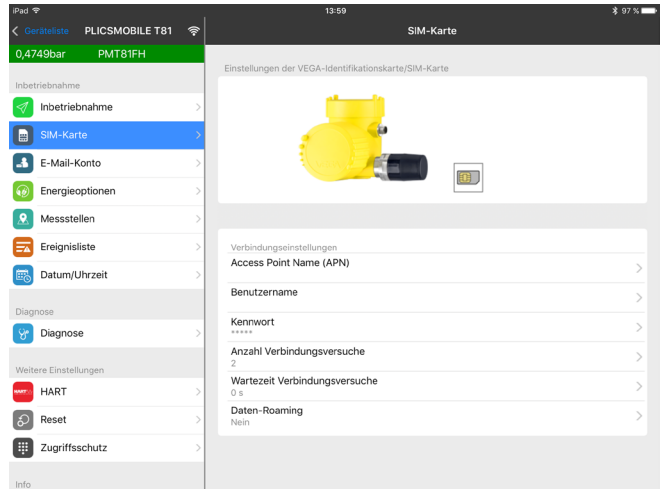 iPad 13:59 97 %
Geräteliste PLICSMOBILE T81 SIM-Karte
0,4749bar PMT81FH
Inbetriebnahme
Inbetriebnahme
SIM-Karte
E-Mail-Konto
Energieoptionen
Messstellen
Ereignisliste
Datum/Uhrzeit
Diagnose
Diagnose
Weitere Einstellungen
HART
HART
Reset
Zugriffsschutz
Info
Einstellungen der VEGA-Identifikationskarte/SIM-Karte
Verbindungseinstellungen
Access Point Name (APN)
Benutzername
Kennwort
*****
Anzahl Verbindungsversuche
2
Wartezeit Verbindungsversuche
0 s
Daten-Roaming
Nein